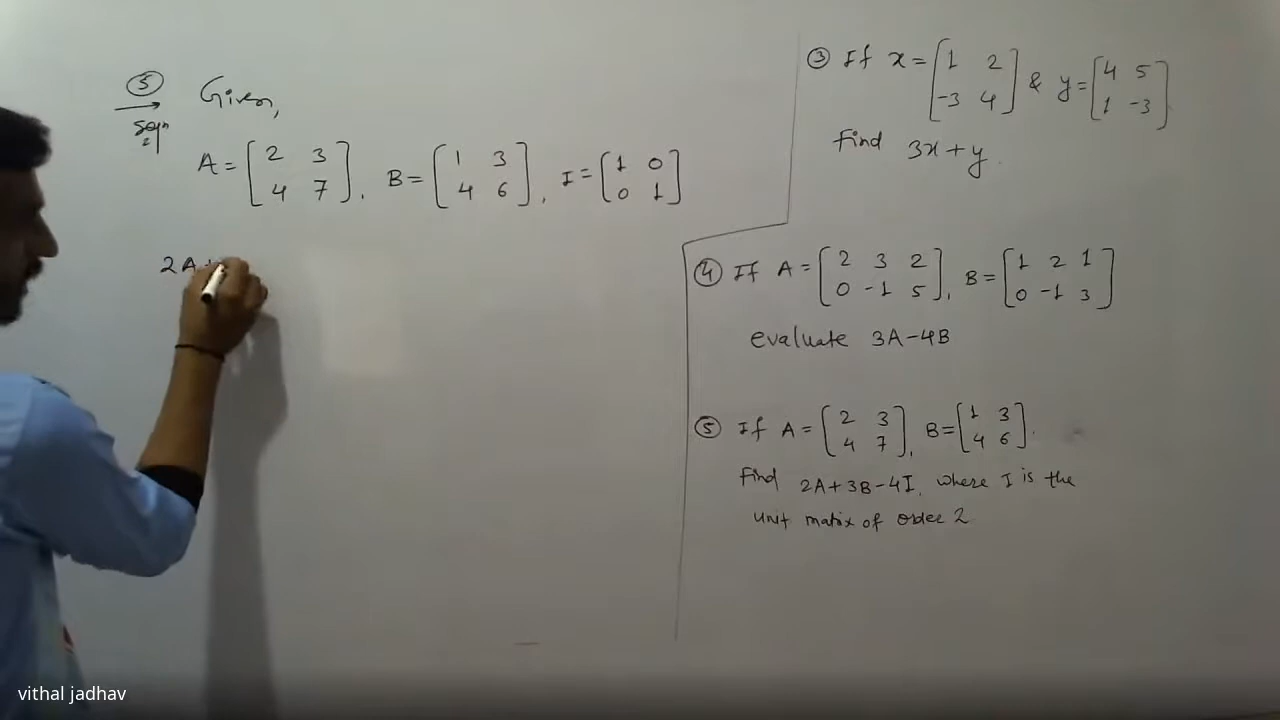 ⑤ Given,
Solⁿ
A = [2 3 4 7], B = [1 3 4 6], I = [1 0 0 1]
2A+
③ If x = [1 2 -3 4] & y = [4 5 1 -3]
Find 3x+y.
④ If A = [2 3 2 0 -1 5], B = [1 2 1 0 -1 3]
evaluate 3A-4B
⑤ If A = [2 3 4 7], B = [1 3 4 6].
Find 2A+3B-4I, where I is the
unit matix of order 2
vithal jadhav